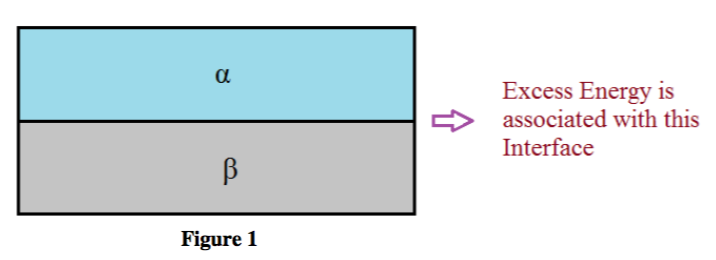 α
Excess Energy is
associated with this
Interface
β
Figure 1